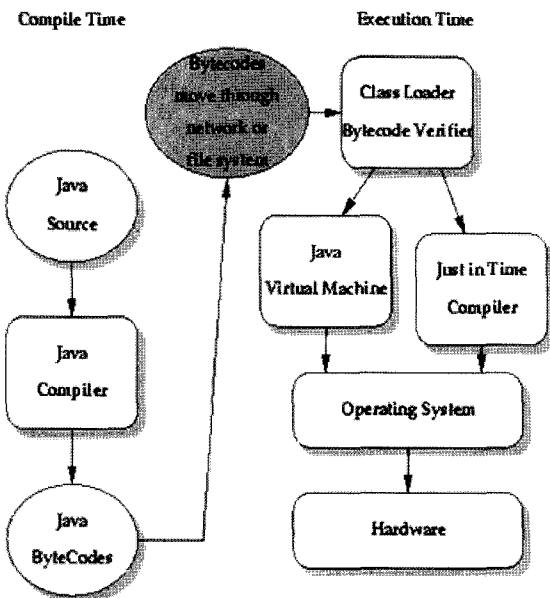 Compile Time
Execution Time
Bytecodes
move through
network or
file system
Class Loader
Bytecode Verifier
Java
Source
Java
Virtual Machine
Just in Time
Compiler
Java
Compiler
Operating System
Java
ByteCodes
Hardware